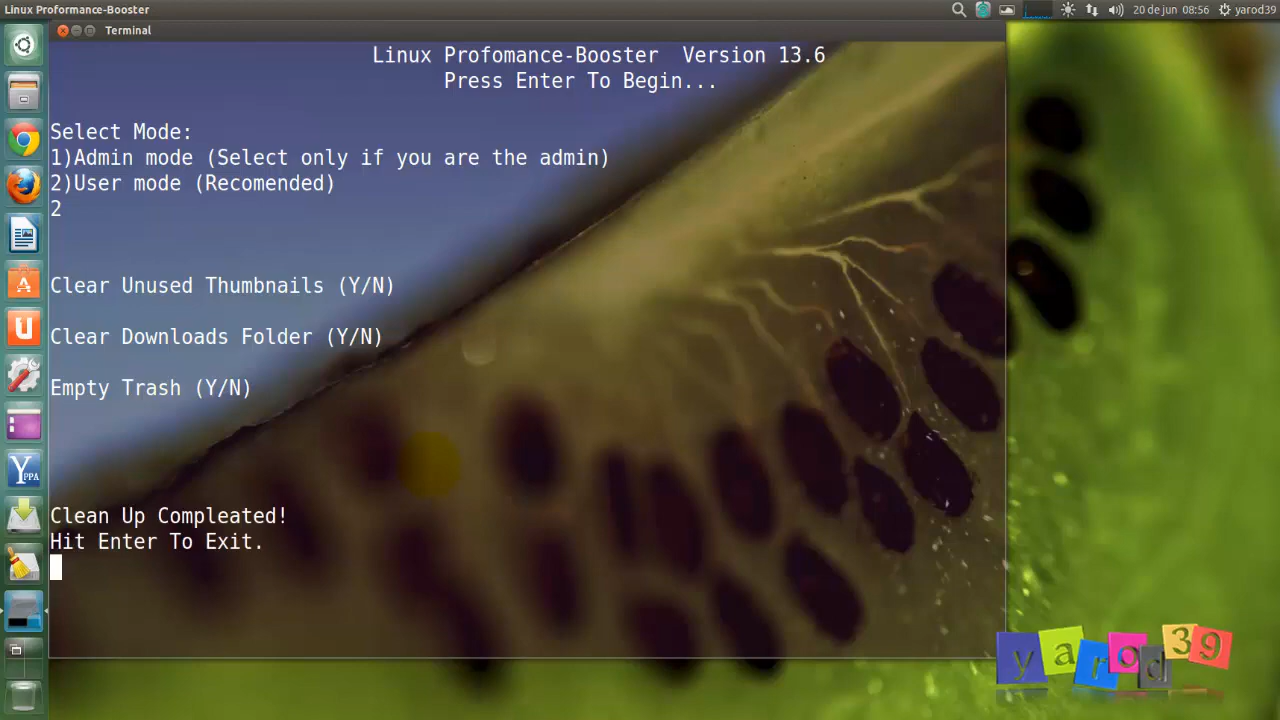 Linux Proformance-Booster
20 de jun 08:56
yarod39
Terminal
Linux Profomance-Booster Version 13.6
Press Enter To Begin...
Select Mode:
1)Admin mode (Select only if you are the admin)
2)User mode (Recomended)
2
Clear Unused Thumbnails (Y/N)
Clear Downloads Folder (Y/N)
Empty Trash (Y/N)
Clean Up Compleated!
Hit Enter To Exit.
A
U
Y PPA
yarod39